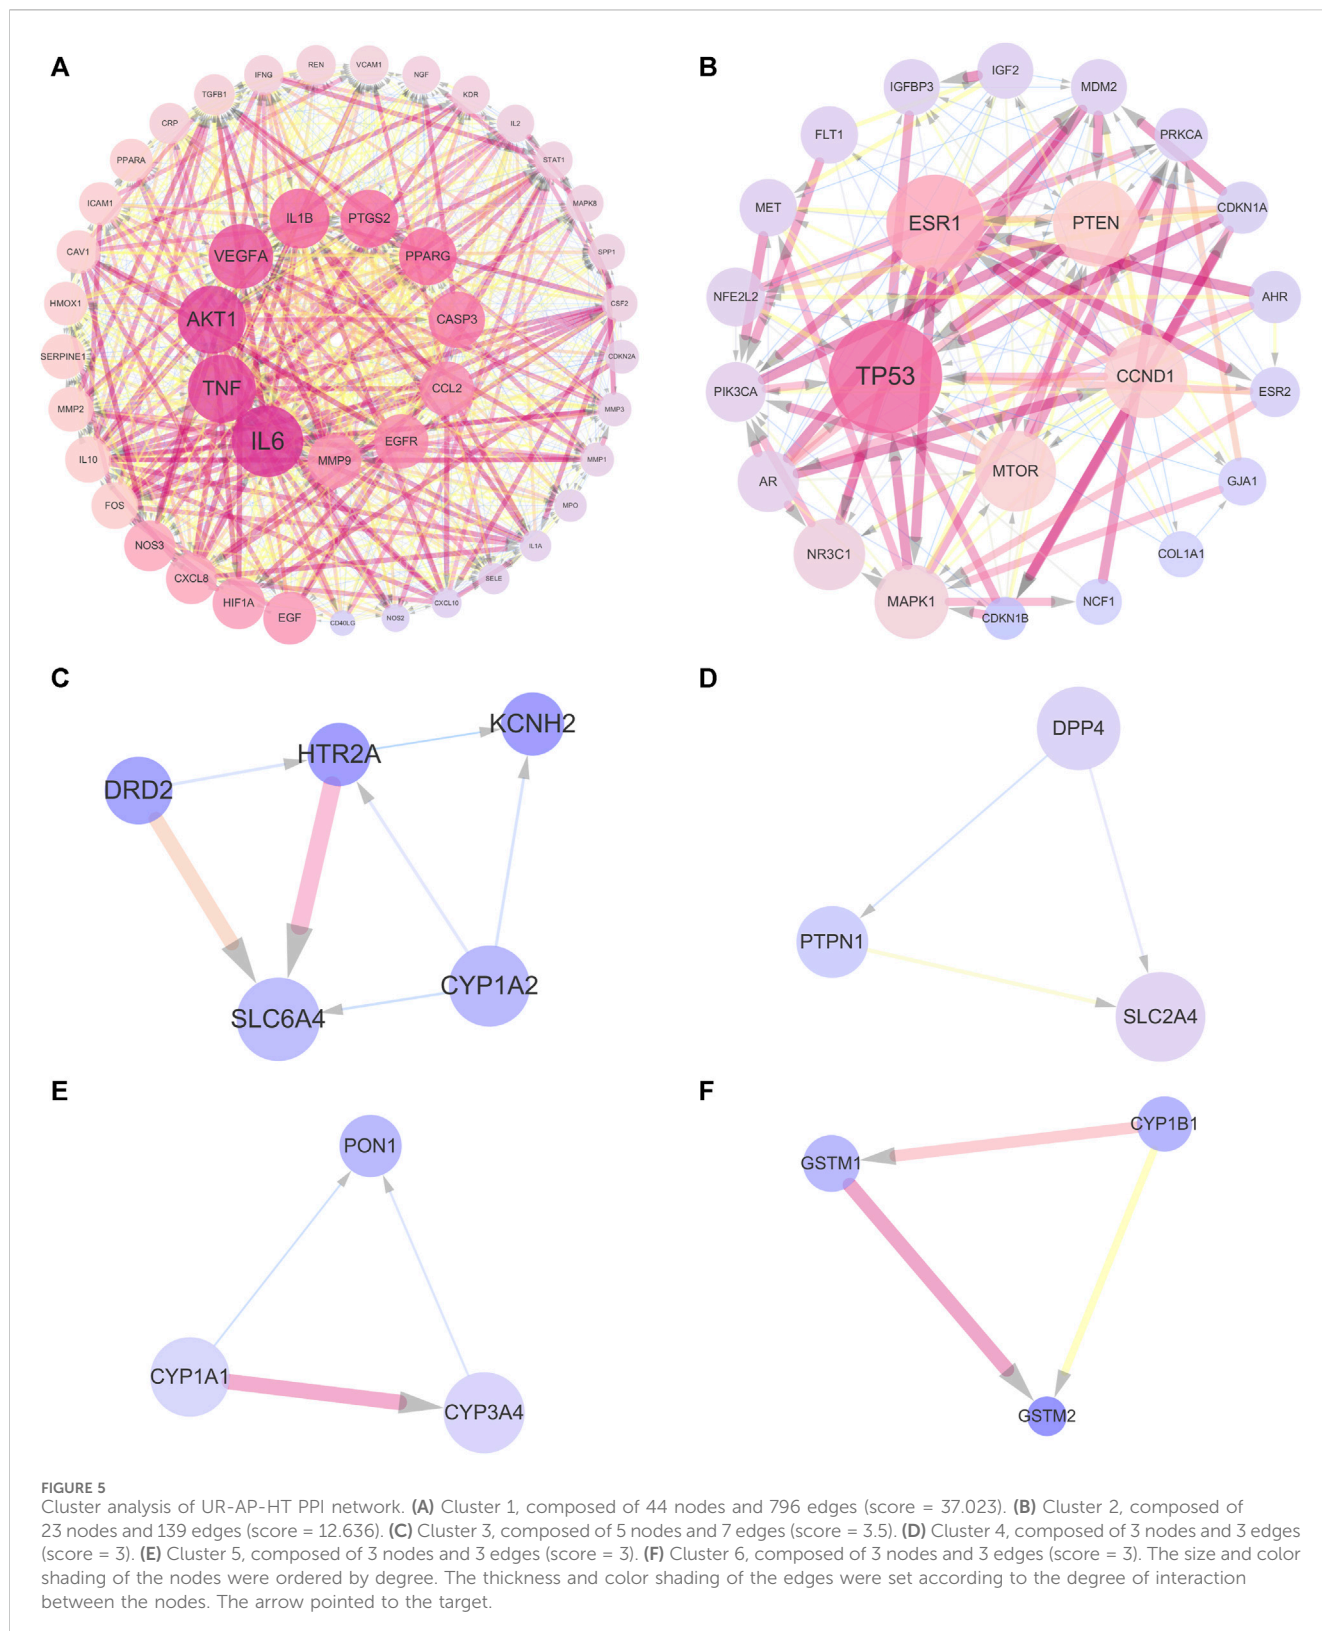 A
IFNG
REN
VCAM1
NGF
KDR
IL2
STAT1
MAPK8
SPP1
CSF2
CDKN2A
MMP3
MMP1
MPO
IL1A
SELE
CXCL10
NOS2
CD40LG
EGF
HIF1A
CXCL8
NOS3
FOS
IL10
MMP2
SERPINE1
HMOX1
CAV1
ICAM1
PPARA
CRP
TGFB1
IL1B
PTGS2
VEGFA
PPARG
AKT1
CASP3
TNF
CCL2
IL6
EGFR
MMP9
B
IGF2
IGFBP3
MDM2
FLT1
PRKCA
MET
CDKN1A
ESR1
PTEN
NFE2L2
AHR
TP53
CCND1
PIK3CA
ESR2
MTOR
AR
GJA1
NR3C1
COL1A1
MAPK1
NCF1
CDKN1B
C
KCNH2
HTR2A
DRD2
CYP1A2
SLC6A4
D
DPP4
PTPN1
SLC2A4
E
PON1
CYP1A1
CYP3A4
F
CYP1B1
GSTM1
GSTM2
FIGURE 5
Cluster analysis of UR-AP-HT PPI network. (A) Cluster 1, composed of 44 nodes and 796 edges (score = 37.023). (B) Cluster 2, composed of
23 nodes and 139 edges (score = 12.636). (C) Cluster 3, composed of 5 nodes and 7 edges (score = 3.5). (D) Cluster 4, composed of 3 nodes and 3 edges
(score = 3). (E) Cluster 5, composed of 3 nodes and 3 edges (score = 3). (F) Cluster 6, composed of 3 nodes and 3 edges (score = 3). The size and color
shading of the nodes were ordered by degree. The thickness and color shading of the edges were set according to the degree of interaction
between the nodes. The arrow pointed to the target.